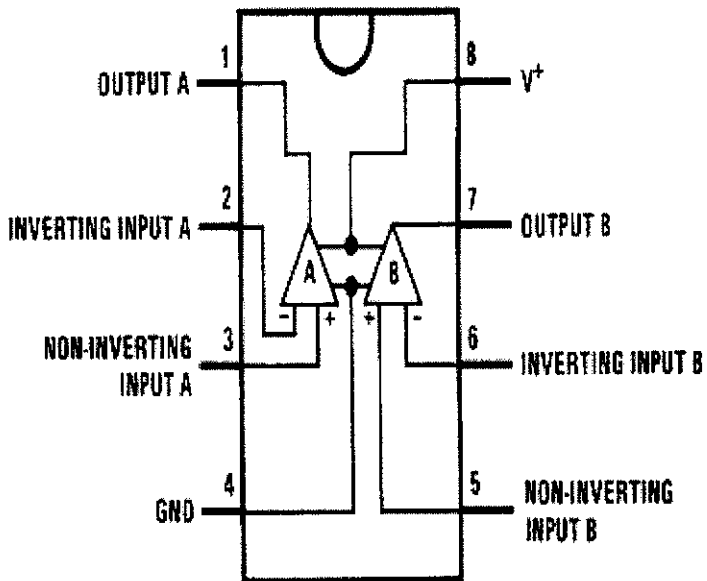 1
OUTPUT A
2
INVERTING INPUT A
3
NON-INVERTING
INPUT A
4
GND
8
V+
7
OUTPUT B
6
INVERTING INPUT B
5
NON-INVERTING
INPUT B
A
B
-
+
+
-